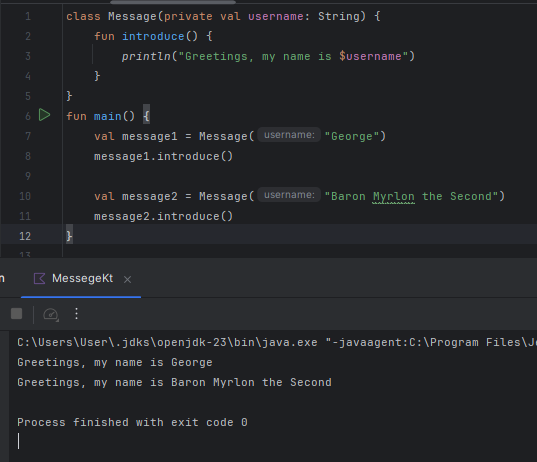 1 class Message(private val username: String) {
2 fun introduce() {
3 println("Greetings, my name is $username")
4 }
5 }
6 fun main() {
7 val message1 = Message( username: "George")
8 message1.introduce()
9
10 val message2 = Message( username: "Baron Myrlon the Second")
11 message2.introduce()
12 }
13
MessegeKt
C:\Users\User\.jdks\openjdk-23\bin\java.exe "-javaagent:C:\Program Files\J
Greetings, my name is George
Greetings, my name is Baron Myrlon the Second
Process finished with exit code 0